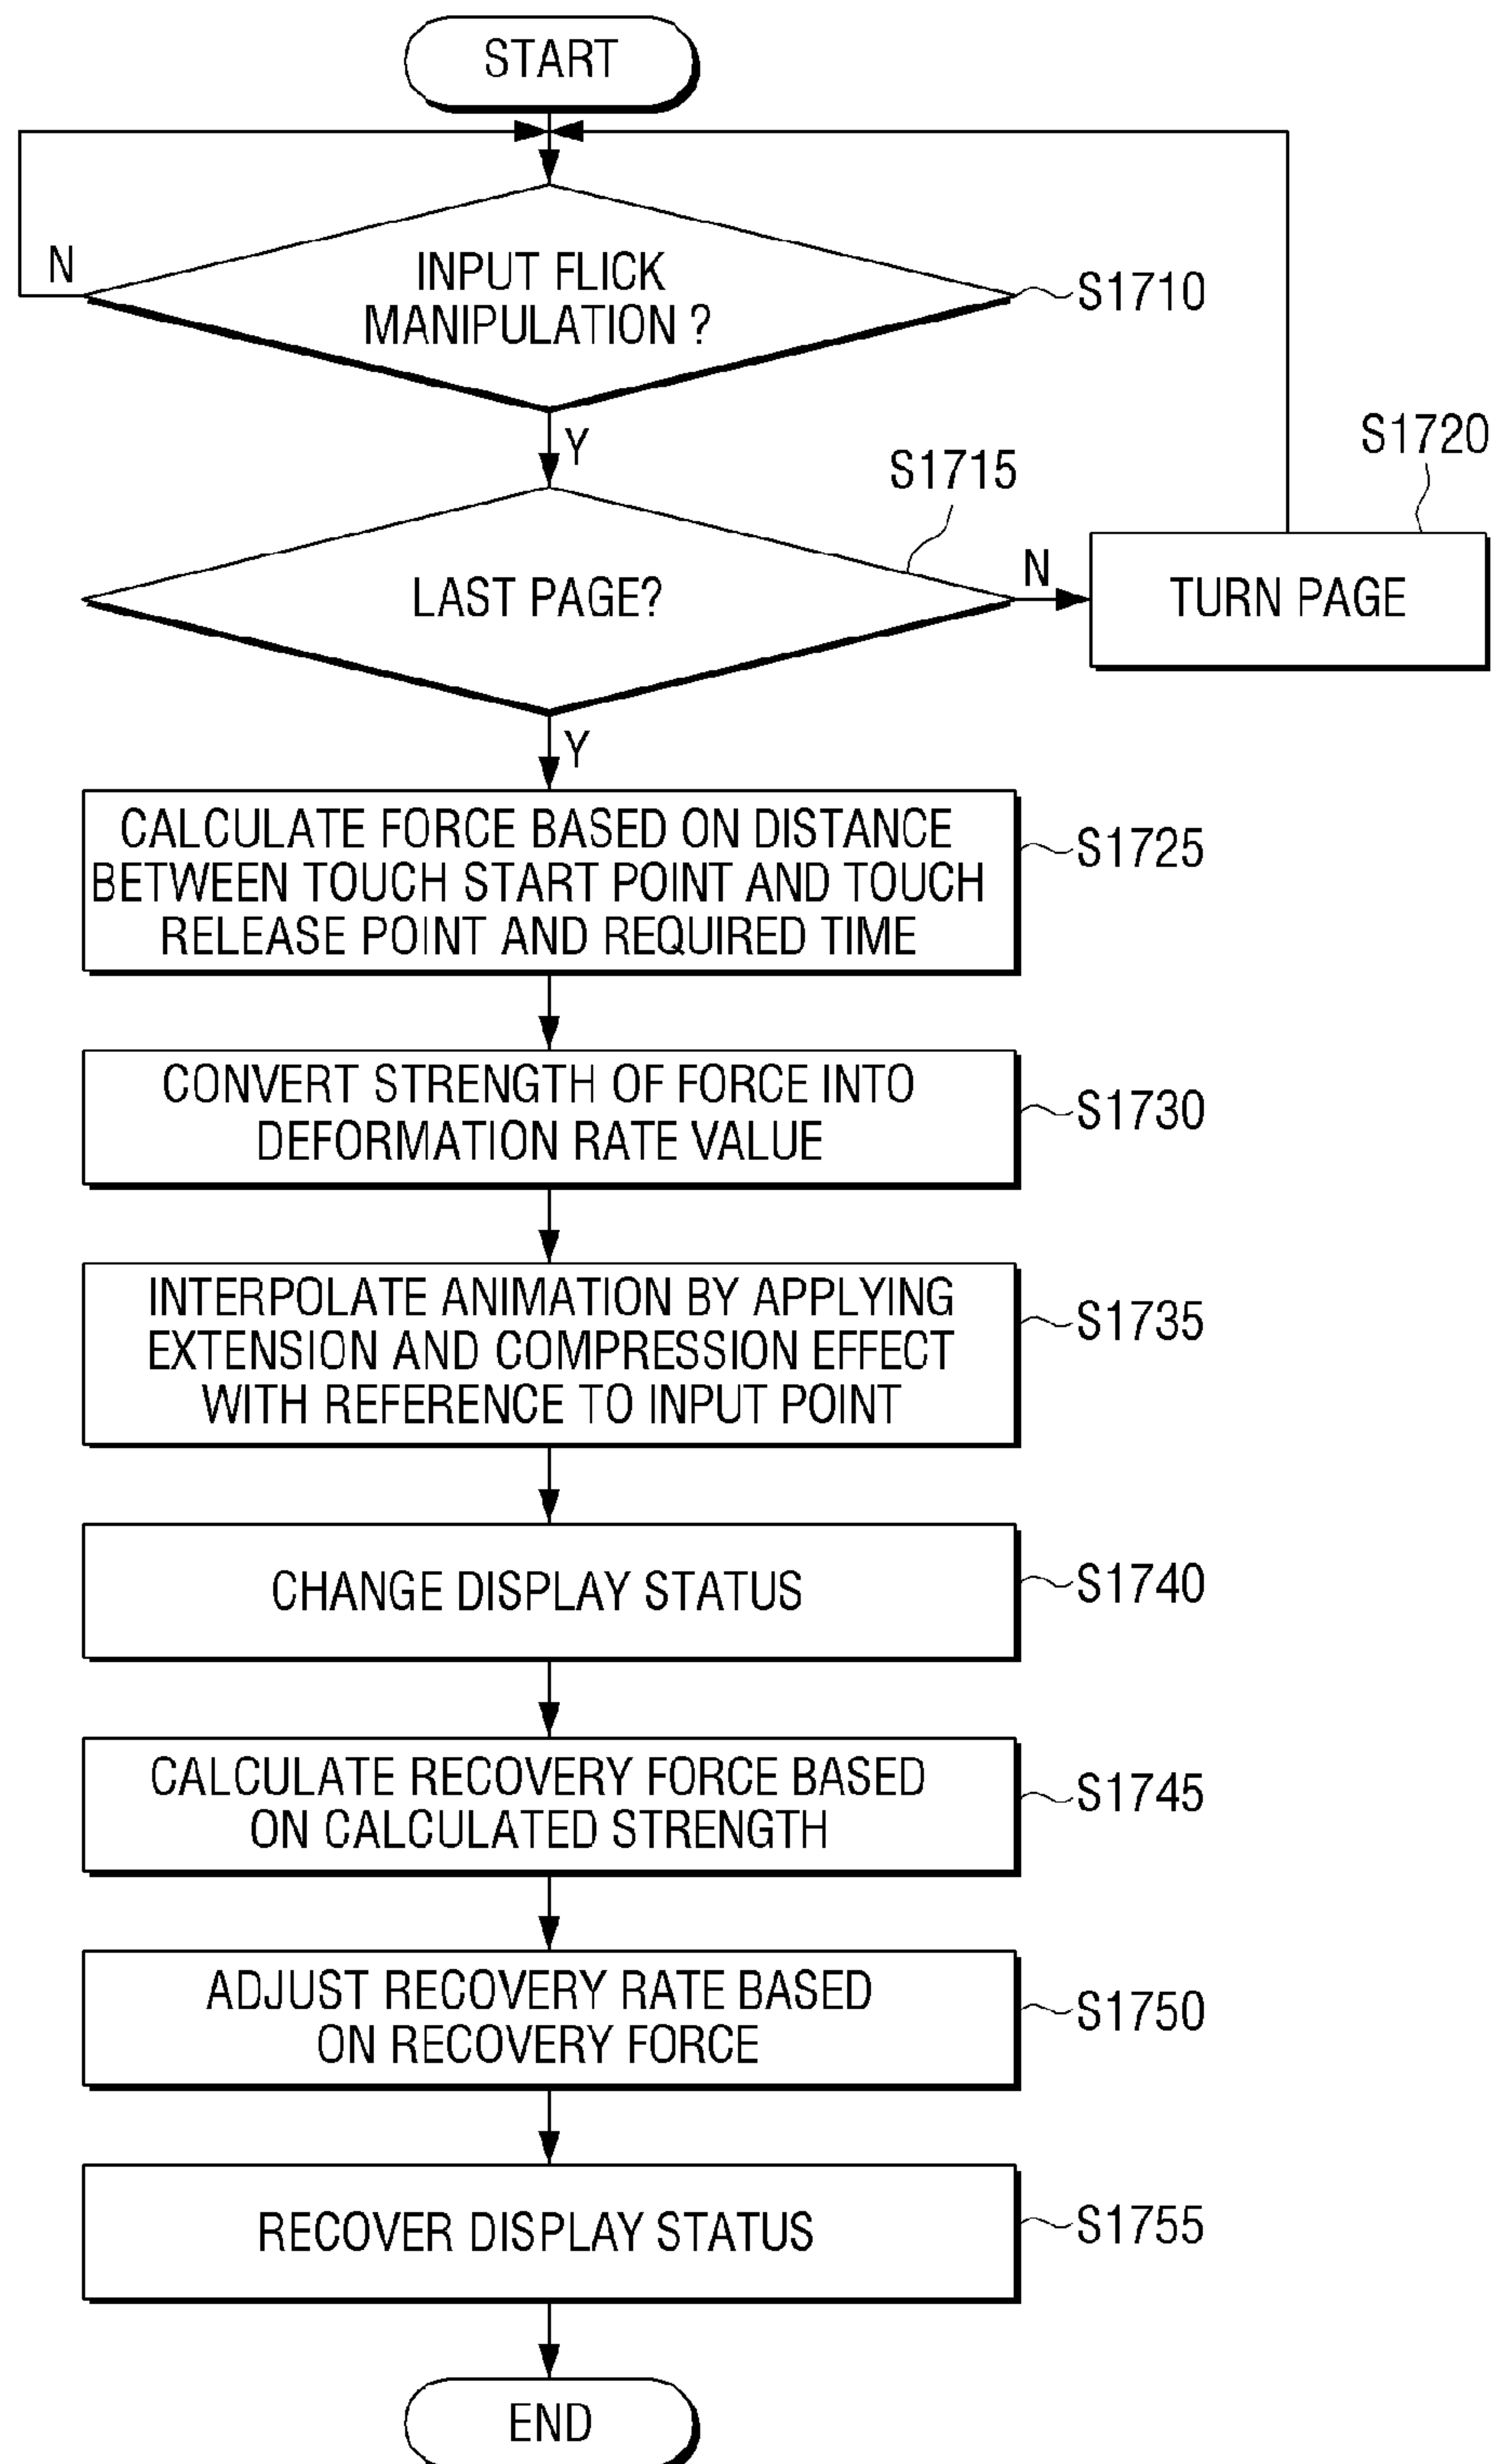 START
N
INPUT FLICK
MANIPULATION ?
S1710
Y
S1715
S1720
LAST PAGE?
N
TURN PAGE
Y
CALCULATE FORCE BASED ON DISTANCE
BETWEEN TOUCH START POINT AND TOUCH
RELEASE POINT AND REQUIRED TIME
S1725
CONVERT STRENGTH OF FORCE INTO
DEFORMATION RATE VALUE
S1730
INTERPOLATE ANIMATION BY APPLYING
EXTENSION AND COMPRESSION EFFECT
WITH REFERENCE TO INPUT POINT
S1735
CHANGE DISPLAY STATUS
S1740
CALCULATE RECOVERY FORCE BASED
ON CALCULATED STRENGTH
S1745
ADJUST RECOVERY RATE BASED
ON RECOVERY FORCE
S1750
RECOVER DISPLAY STATUS
S1755
END